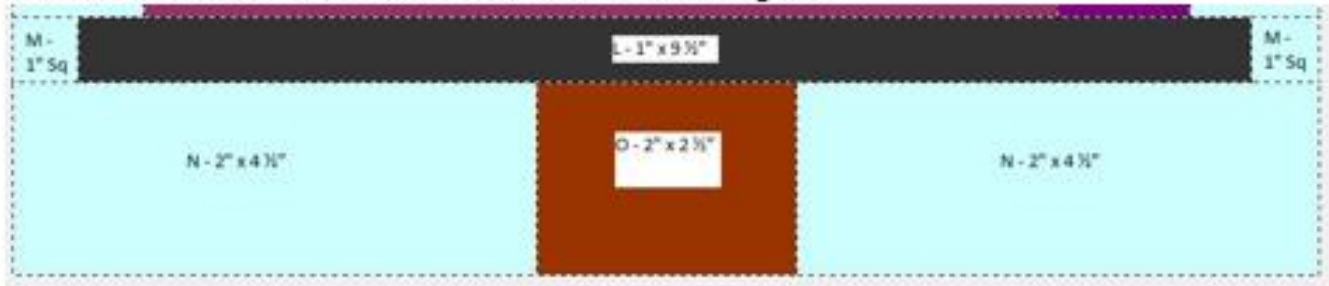 M -
1" Sq
L - 1" x 9 ½"
M -
1" Sq
N - 2" x 4 ½"
O - 2" x 2 ½"
N - 2" x 4 ½"